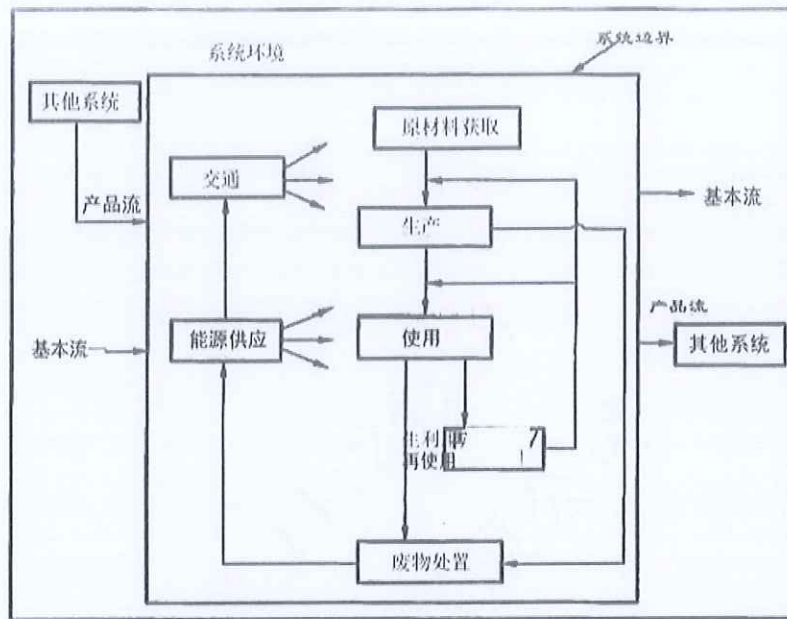 系统环境
系统边界
其他系统
原材料获取
交通
产品流
生产
基本流
产品流
基本流
能源供应
使用
其他系统
再使用
废物处置